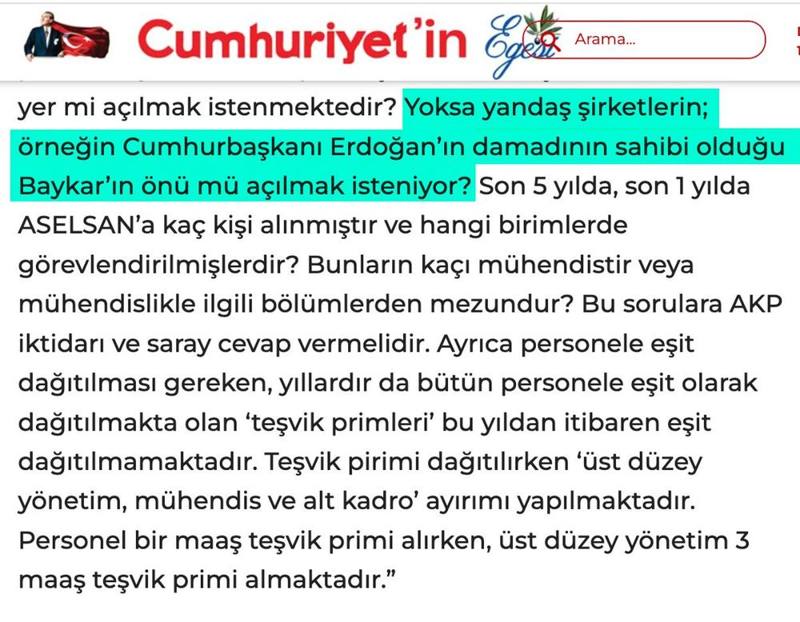 Cumhuriyet'in
Egesi
Arama...
yer mi açılmak istenmektedir? Yoksa yandaş şirketlerin;
örneğin Cumhurbaşkanı Erdoğan'ın damadının sahibi olduğu
Baykar'ın önü mü açılmak isteniyor? Son 5 yılda, son 1 yılda
ASELSAN'a kaç kişi alınmıştır ve hangi birimlerde
görevlendirilmişlerdir? Bunların kaçı mühendistir veya
mühendislikle ilgili bölümlerden mezundur? Bu sorulara AKP
iktidarı ve saray cevap vermelidir. Ayrıca personele eşit
dağıtılması gereken, yıllardır da bütün personele eşit olarak
dağıtılmakta olan 'teşvik primleri' bu yıldan itibaren eşit
dağıtılmamaktadır. Teşvik pirimi dağıtılırken 'üst düzey
yönetim, mühendis ve alt kadro' ayırımı yapılmaktadır.
Personel bir maaş teşvik primi alırken, üst düzey yönetim 3
maaş teşvik primi almaktadır."